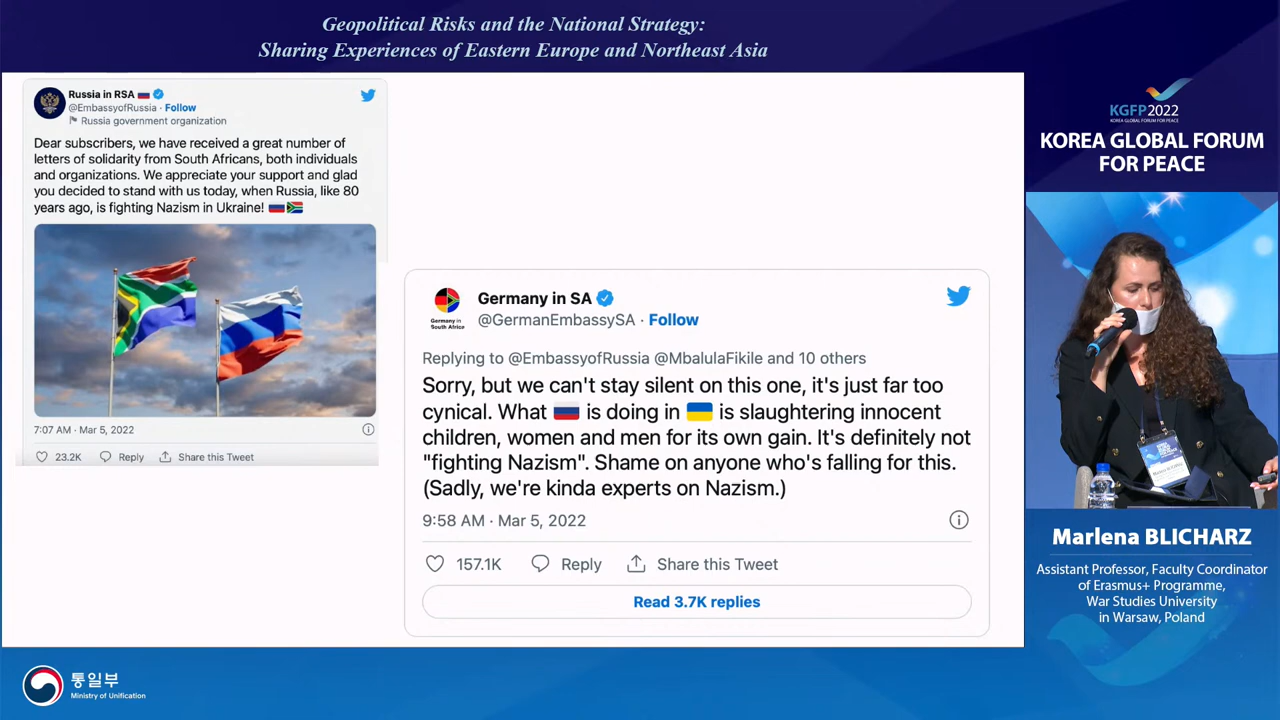 Geopolitical Risks and the National Strategy:
Sharing Experiences of Eastern Europe and Northeast Asia
Russia in RSA 🇷🇺
@EmbassyofRussia · Follow
Russia government organization
Dear subscribers, we have received a great number of
letters of solidarity from South Africans, both individuals
and organizations. We appreciate your support and glad
you decided to stand with us today, when Russia, like 80
years ago, is fighting Nazism in Ukraine! 🇷🇺🇿🇦
7:07 AM · Mar 5, 2022
23.2K Reply Share this Tweet
Germany in SA
@GermanEmbassySA · Follow
Germany in
South Africa
Replying to @EmbassyofRussia @MbalulaFikile and 10 others
Sorry, but we can't stay silent on this one, it's just far too
cynical. What 🇷🇺 is doing in 🇺🇦 is slaughtering innocent
children, women and men for its own gain. It's definitely not
"fighting Nazism". Shame on anyone who's falling for this.
(Sadly, we're kinda experts on Nazism.)
9:58 AM · Mar 5, 2022
157.1K Reply Share this Tweet
Read 3.7K replies
KGFP2022
KOREA GLOBAL FORUM FOR PEACE
KOREA GLOBAL FORUM
FOR PEACE
Marlena BLICHARZ
Assistant Professor, Faculty Coordinator
of Erasmus+ Programme,
War Studies University
in Warsaw, Poland
통일부
Ministry of Unification